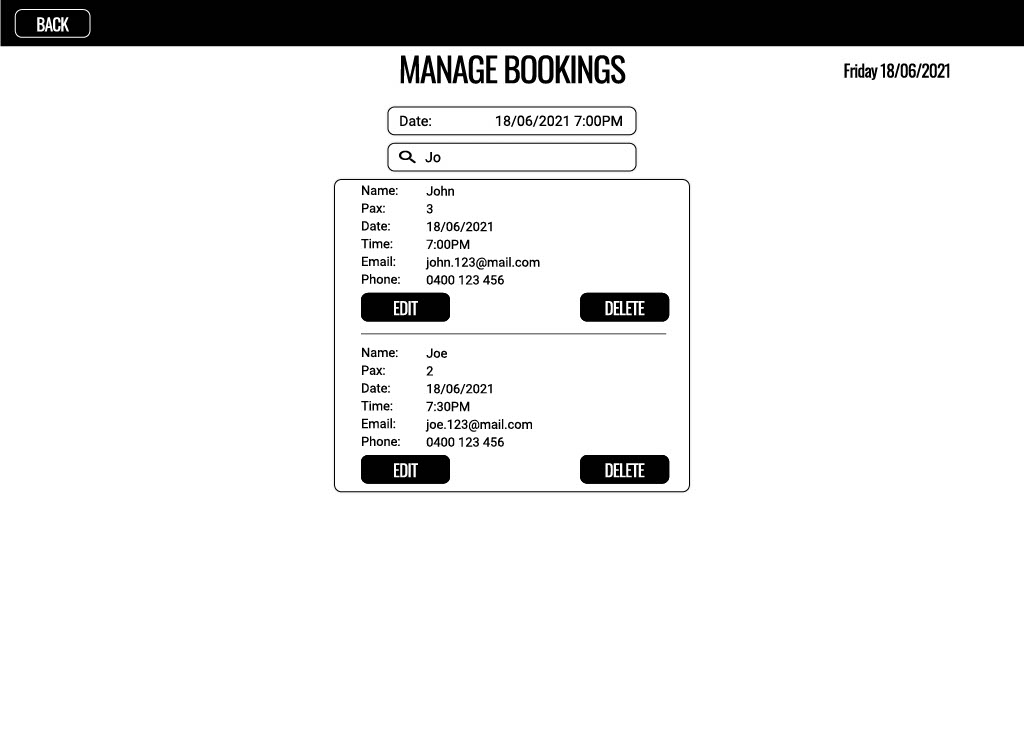 BACK
MANAGE BOOKINGS
Friday 18/06/2021
Date: 18/06/2021 7:00PM
Jo
Name: John
Pax: 3
Date: 18/06/2021
Time: 7:00PM
Email: john.123@mail.com
Phone: 0400 123 456
EDIT DELETE
Name: Joe
Pax: 2
Date: 18/06/2021
Time: 7:30PM
Email: joe.123@mail.com
Phone: 0400 123 456
EDIT DELETE